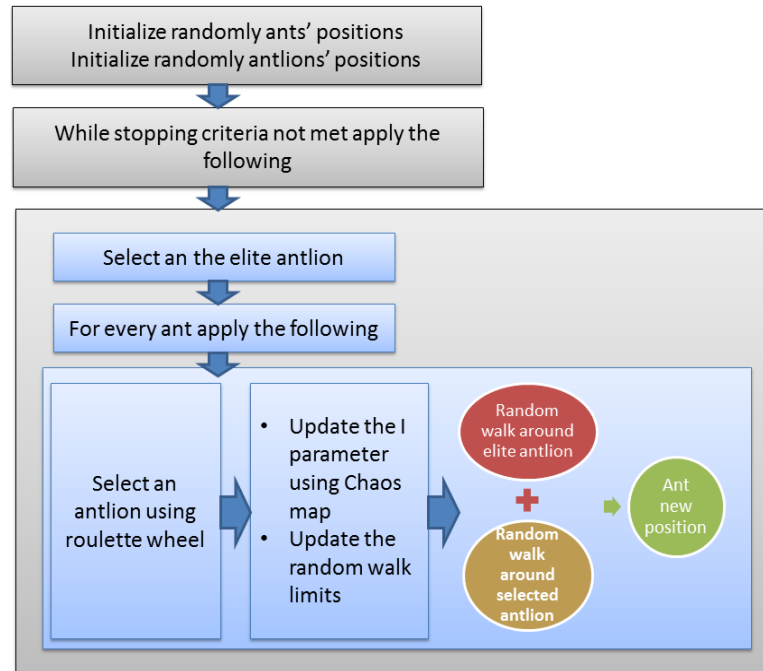 Initialize randomly ants’ positions
Initialize randomly antlions’ positions
While stopping criteria not met apply the
following
Select an the elite antlion
For every ant apply the following
Select an
antlion using
roulette wheel
• Update the I
parameter
using Chaos
map
• Update the
random walk
limits
Random
walk around
elite antlion
Random
walk
around
selected
antlion
Ant
new
position